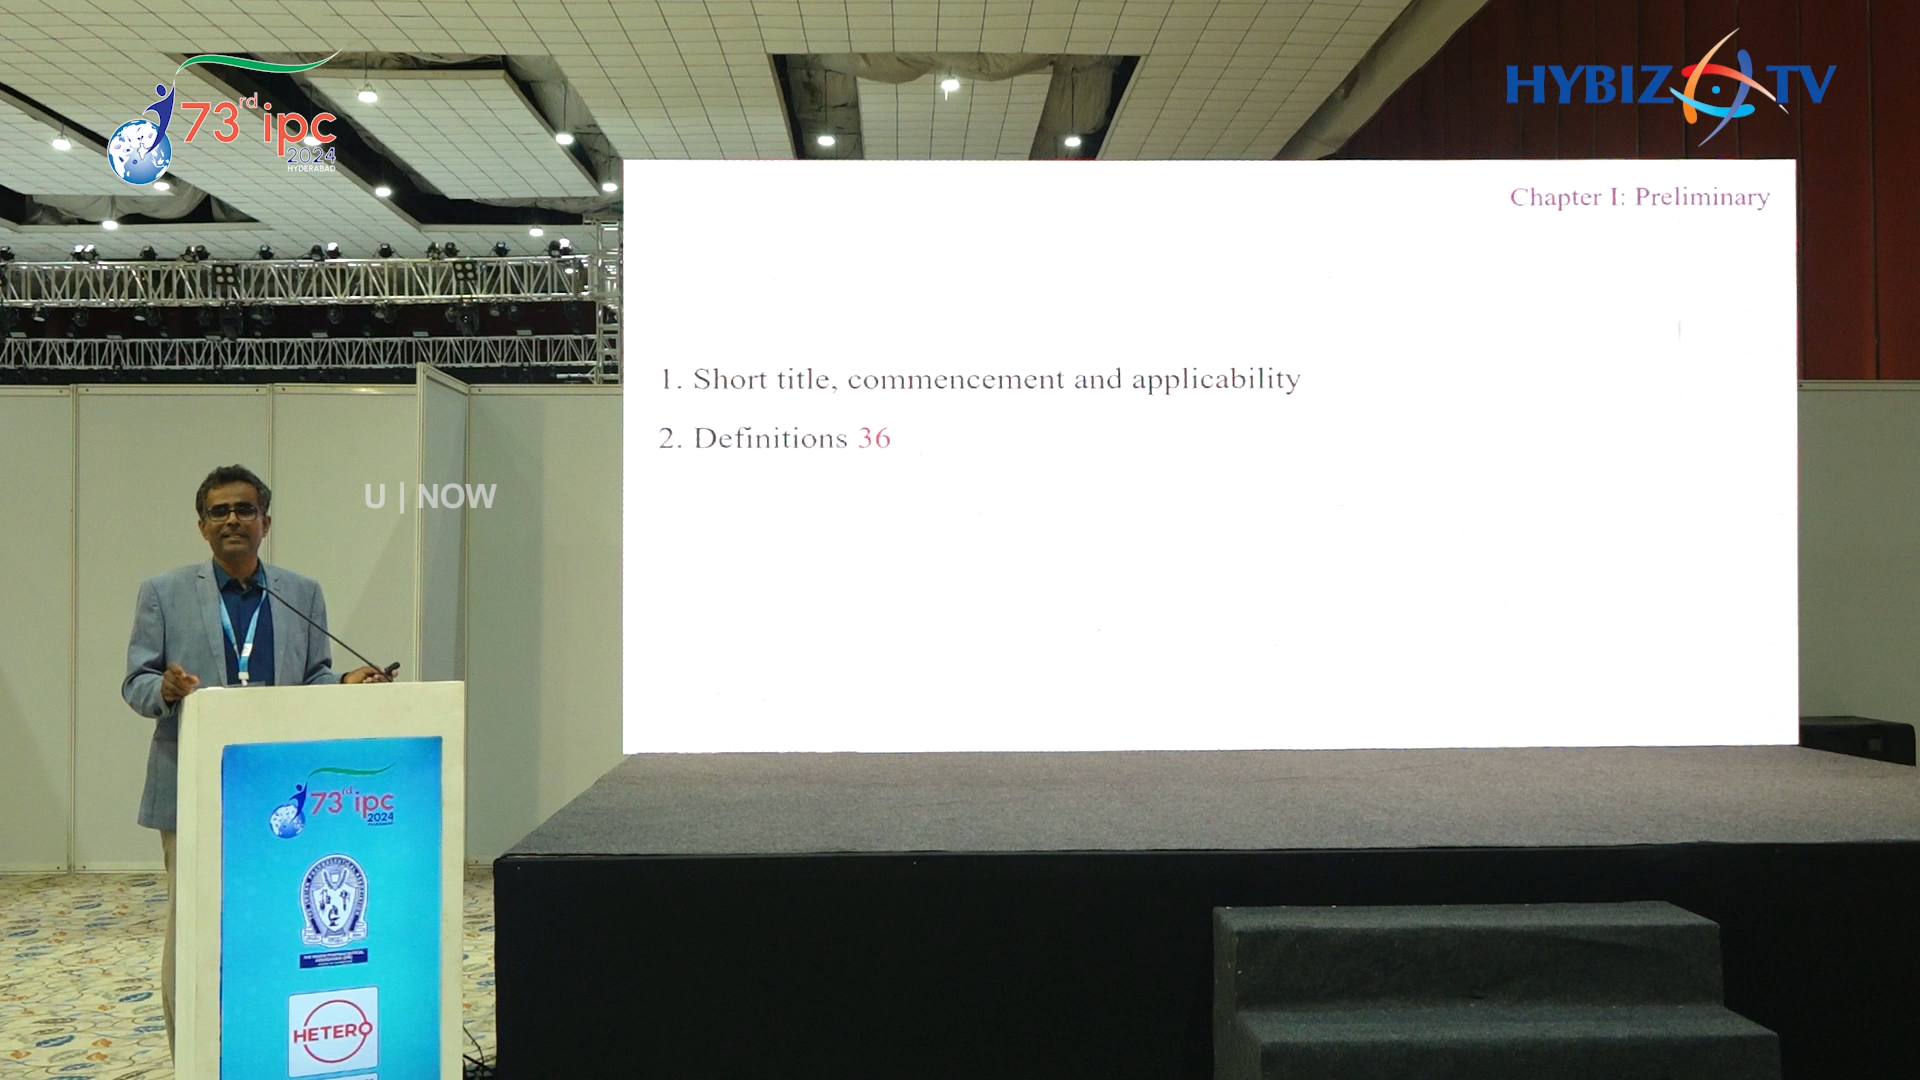 73rd ipc
2024
HYDERABAD
HYBIZ TV
Chapter I: Preliminary
1. Short title, commencement and applicability
2. Definitions 36
U | NOW
73rd ipc
2024
HETERO